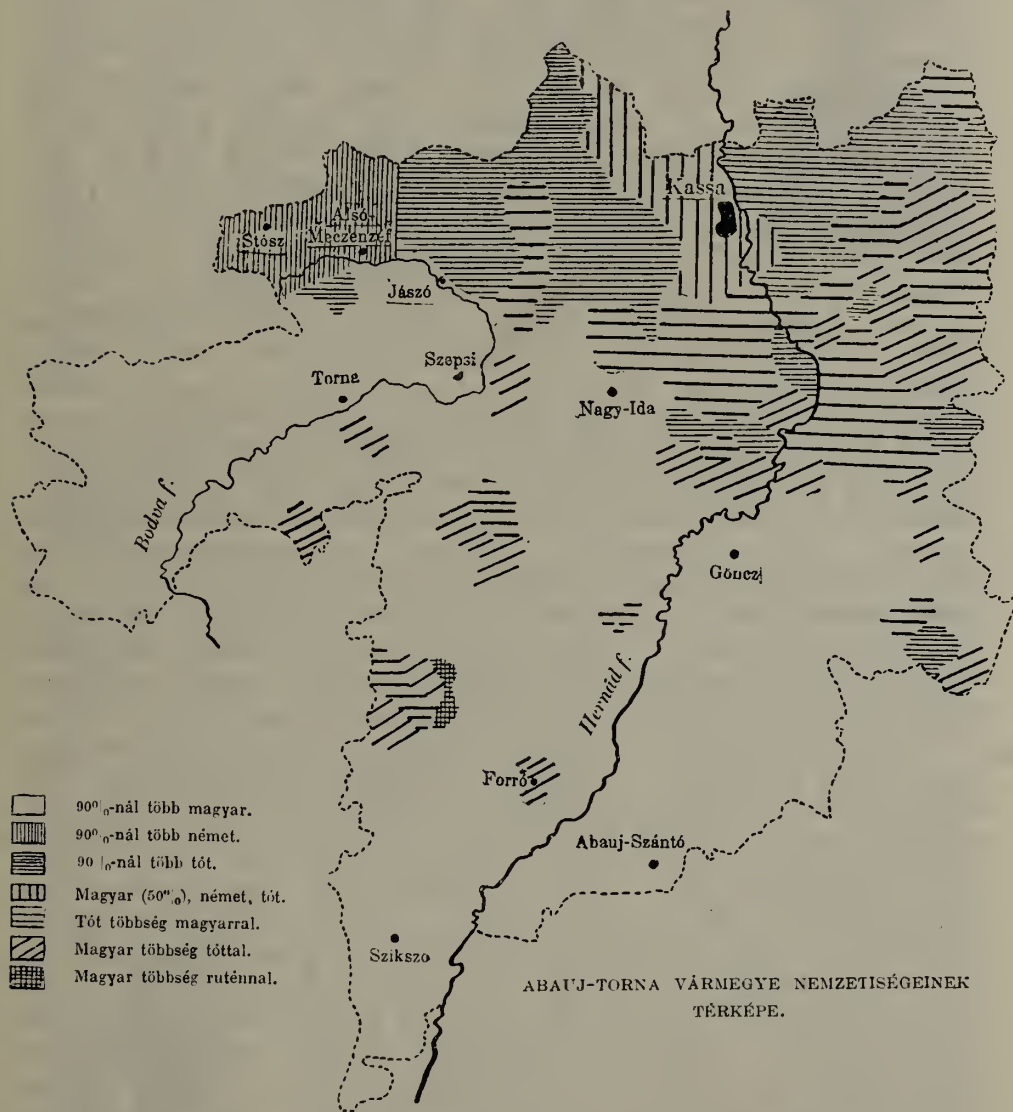 Kassa
Alsó-
Meczenzéf
Stósz
Jászó
Szepsi
Torna
Nagy-Ida
Bodva f.
Gönczi
Hernád f.
Forró
Abauj-Szántó
Szikszo
90%-nál több magyar.
90%-nál több német.
90%-nál több tót.
Magyar (50%), német, tót.
Tót többség magyarral.
Magyar többség tóttal.
Magyar többség ruténnal.
ABAUJ-TORNA VÁRMEGYE NEMZETISÉGEINEK
TÉRKÉPE.